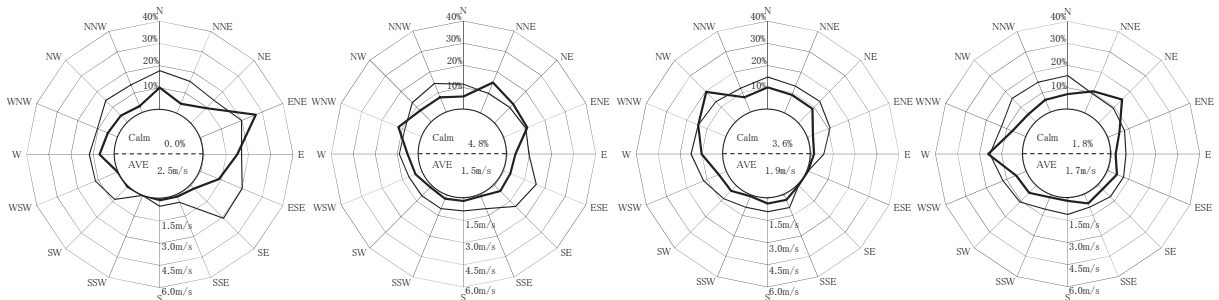 N
40%
NNW NNE
30%
NW NE
20%
10%
WNW ENE
Calm
0.0%
W E
AVE
2.5m/s
WSW ESE
1.5m/s
SW 3.0m/s SE
4.5m/s
SSW SSE
6.0m/s
S
N
40%
NNW NNE
30%
NW NE
20%
10%
WNW ENE
Calm
4.8%
W E
AVE
1.5m/s
WSW ESE
1.5m/s
SW 3.0m/s SE
4.5m/s
SSW SSE
6.0m/s
S
N
40%
NNW NNE
30%
NW NE
20%
10%
WNW ENE
Calm
3.6%
W E
AVE
1.9m/s
WSW ESE
1.5m/s
SW 3.0m/s SE
4.5m/s
SSW SSE
6.0m/s
S
N
40%
NNW NNE
30%
NW NE
20%
10%
WNW ENE
Calm
1.8%
W E
AVE
1.7m/s
WSW ESE
1.5m/s
SW 3.0m/s SE
4.5m/s
SSW SSE
6.0m/s
S